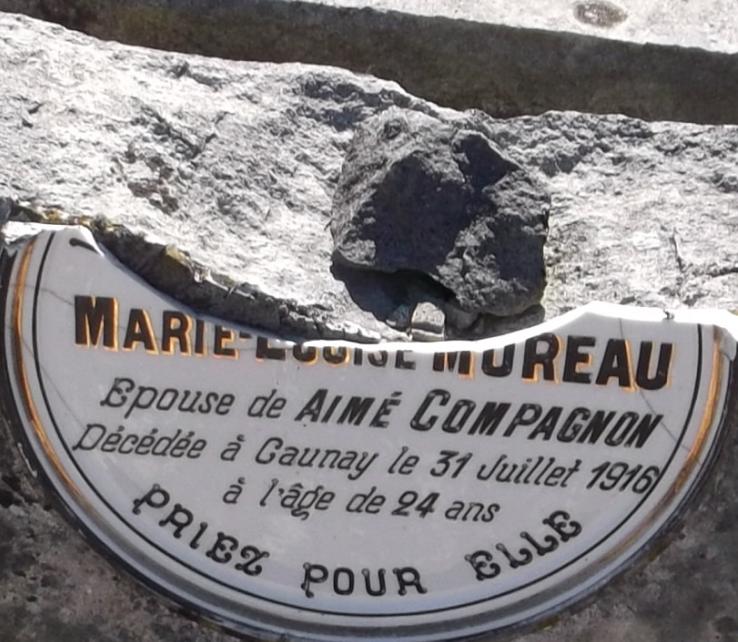 MARIE-LOUISE MOREAU
Epouse de AIMÉ COMPAGNON
Décédée à Caunay le 31 Juillet 1916
à l'âge de 24 ans
PRIEZ POUR ELLE